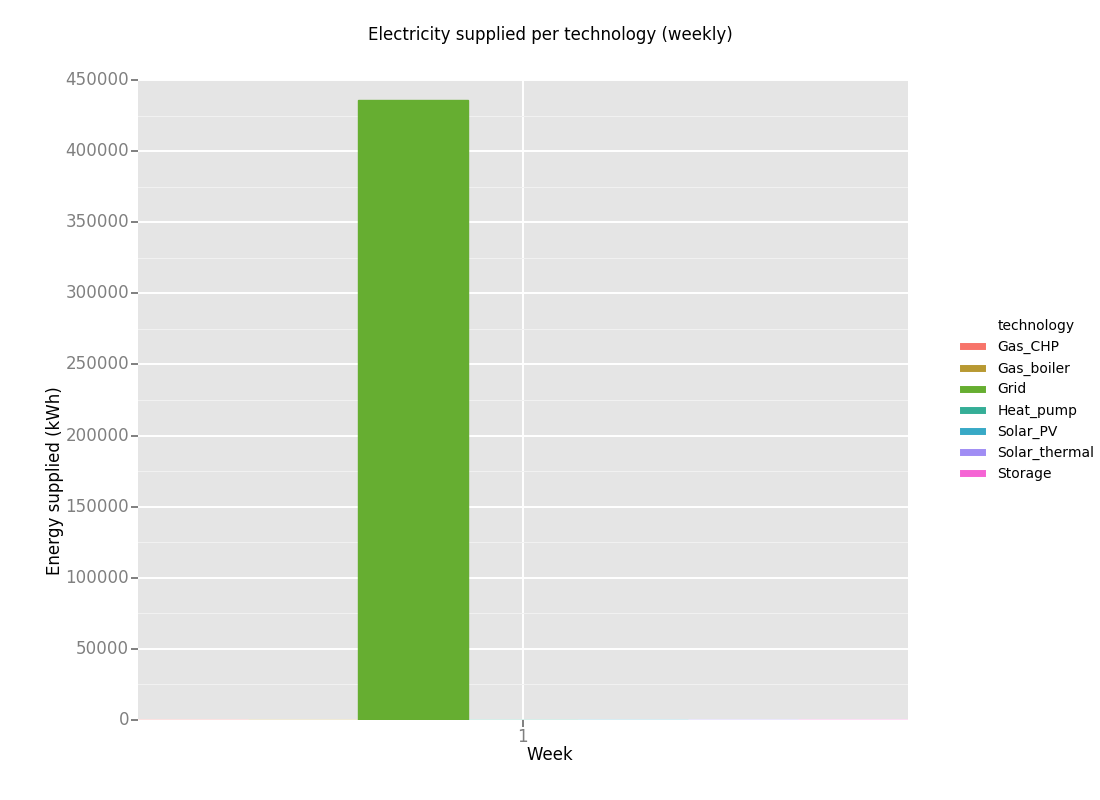 Electricity supplied per technology (weekly)
450000
400000
350000
300000
250000
200000
150000
100000
50000
0
Energy supplied (kWh)
1
Week
technology
Gas_CHP
Gas_boiler
Grid
Heat_pump
Solar_PV
Solar_thermal
Storage